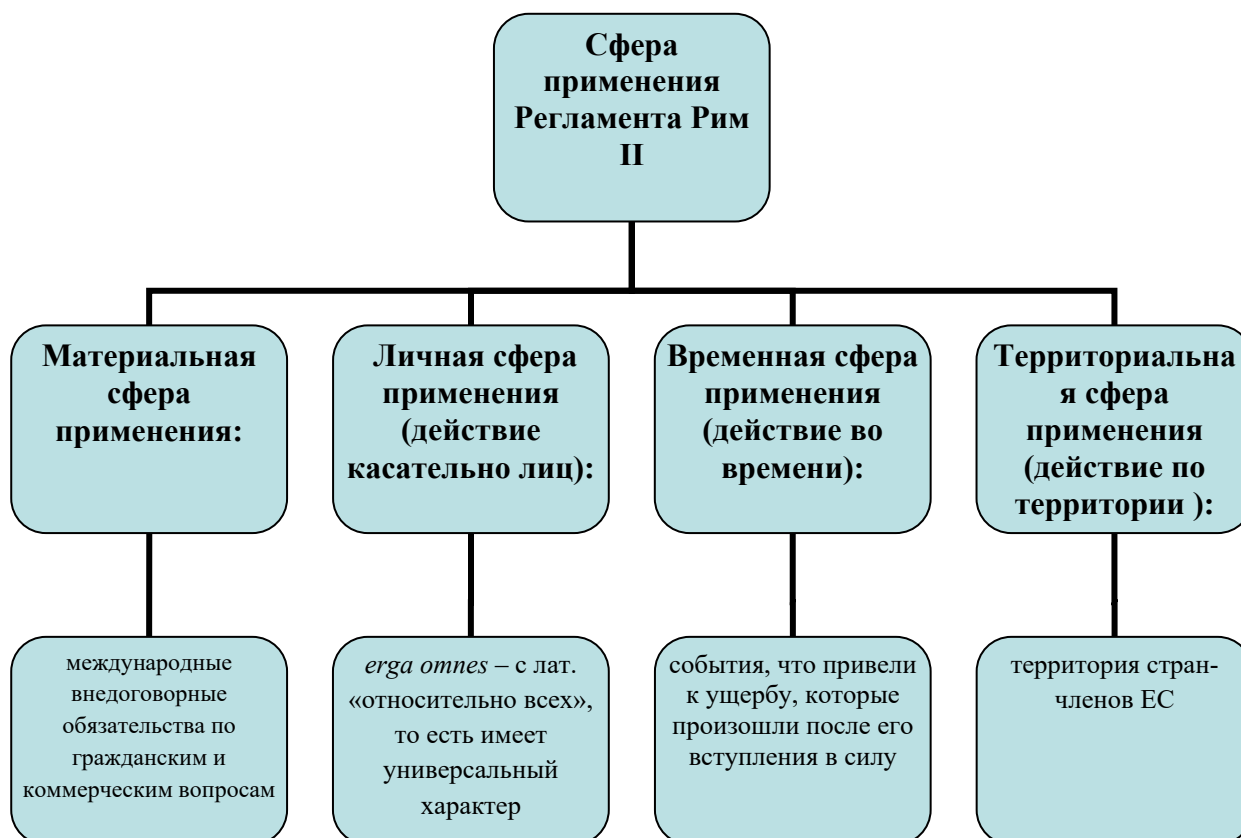 Сфера
применения
Регламента Рим
II
Материальная
сфера
применения:
Личная сфера
применения
(действие
касательно лиц):
Временная сфера
применения
(действие во
времени):
Территориальна
я сфера
применения
(действие по
территории ):
международные
внедоговорные
обязательства по
гражданским и
коммерческим вопросам
erga omnes – с лат.
«относительно всех»,
то есть имеет
универсальный
характер
события, что привели
к ущербу, которые
произошли после его
вступления в силу
территория стран-
членов ЕС